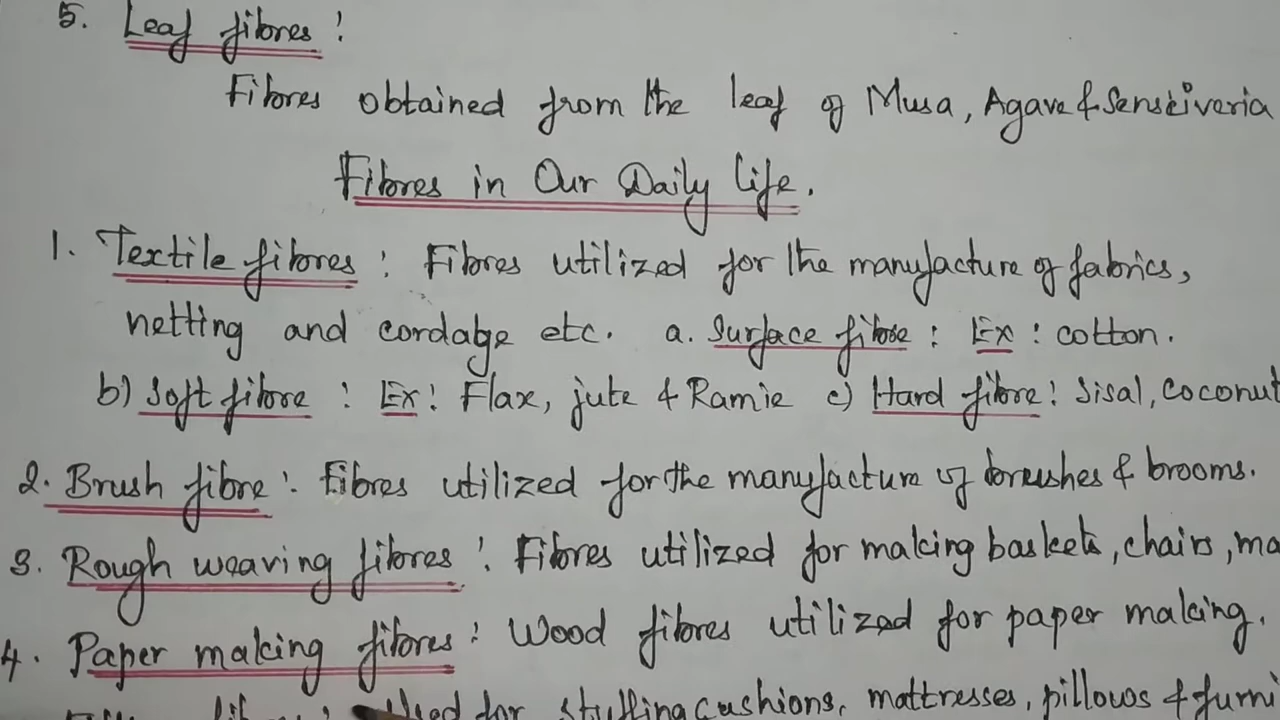 5. Leaf fibres :
Fibres obtained from the leaf of Musa, Agave & Sensiveria
Fibres in Our Daily life.
1. Textile fibres : Fibres utilized for the manufacture of fabrics,
netting and cordage etc. a. Surface fibre : Ex : cotton.
b) Soft fibre : Ex : Flax, jute & Ramie c) Hard fibre : Sisal, Coconut
2. Brush fibre : Fibres utilized for the manufacture of brushes & brooms.
3. Rough weaving fibres : Fibres utilized for making baskets, chairs, ma
4. Paper making fibres : Wood fibres utilized for paper making.
Used for stuffing cushions, mattresses, pillows & furni